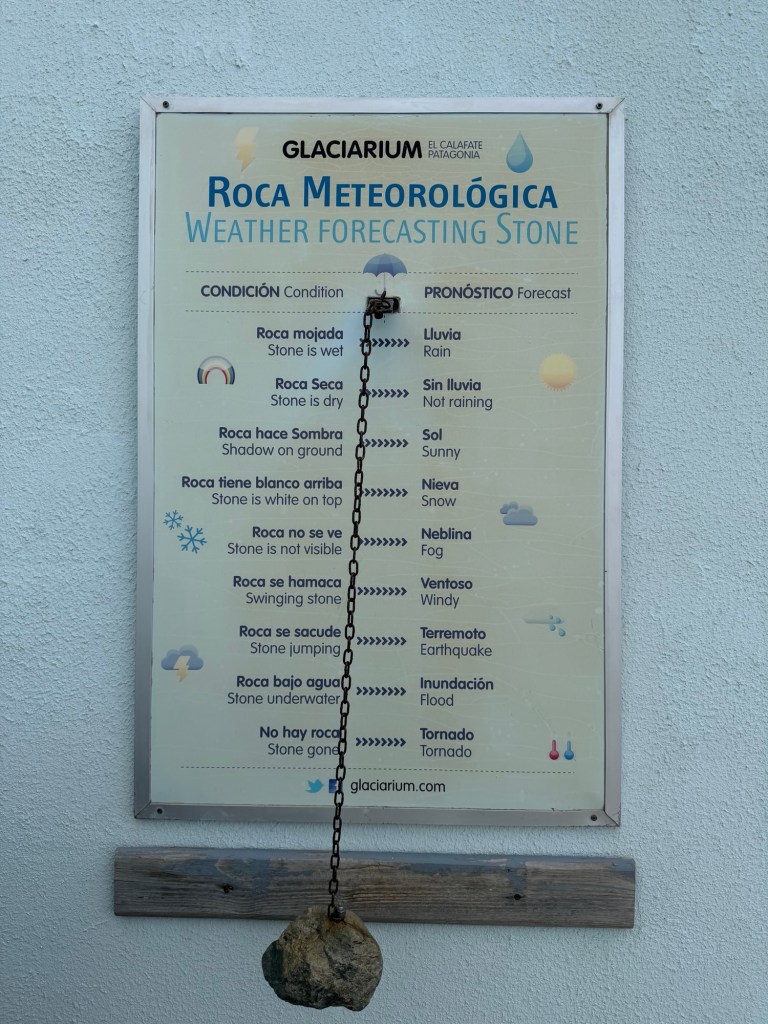 GLACIARIUM EL CALAFATE
PATAGONIA
ROCA METEOROLÓGICA
WEATHER FORECASTING STONE
CONDICIÓN Condition PRONÓSTICO Forecast
Roca mojada Lluvia
Stone is wet Rain
Roca Seca Sin lluvia
Stone is dry Not raining
Roca hace Sombra Sol
Shadow on ground Sunny
Roca tiene blanco arriba Nieva
Stone is white on top Snow
Roca no se ve Neblina
Stone is not visible Fog
Roca se hamaca Ventoso
Swinging stone Windy
Roca se sacude Terremoto
Stone jumping Earthquake
Roca bajo agua Inundación
Stone underwater Flood
No hay roca Tornado
Stone gone Tornado
glaciarium.com